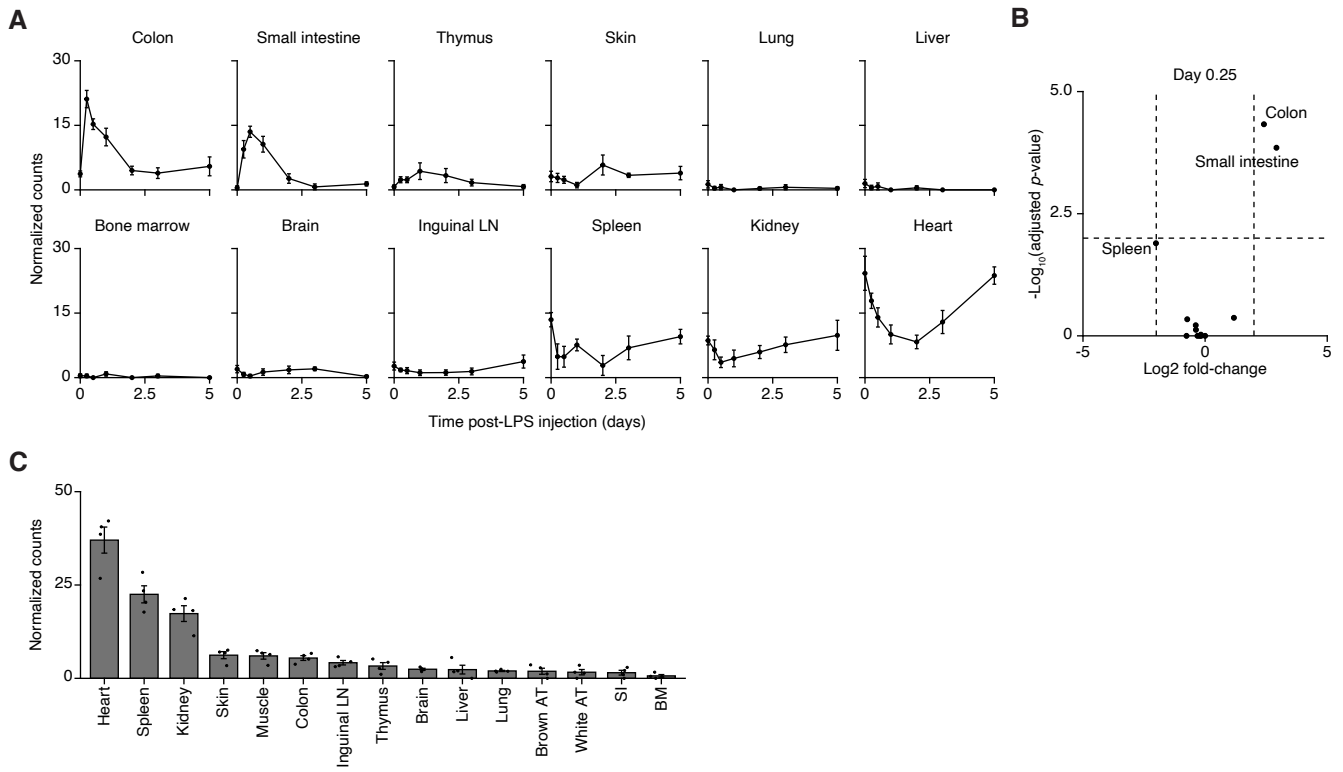 A
Colon
Small intestine
Thymus
Skin
Lung
Liver
30
15
0
Normalized counts
Bone marrow
Brain
Inguinal LN
Spleen
Kidney
Heart
30
15
0
0 2.5 5
0 2.5 5
0 2.5 5
0 2.5 5
0 2.5 5
0 2.5 5
Time post-LPS injection (days)
B
Day 0.25
5.0
2.5
0
-Log10(adjusted p-value)
Colon
Small intestine
Spleen
-5 0 5
Log2 fold-change
C
50
25
0
Normalized counts
Heart
Spleen
Kidney
Skin
Muscle
Colon
Inguinal LN
Thymus
Brain
Liver
Lung
Brown AT
White AT
SI
BM